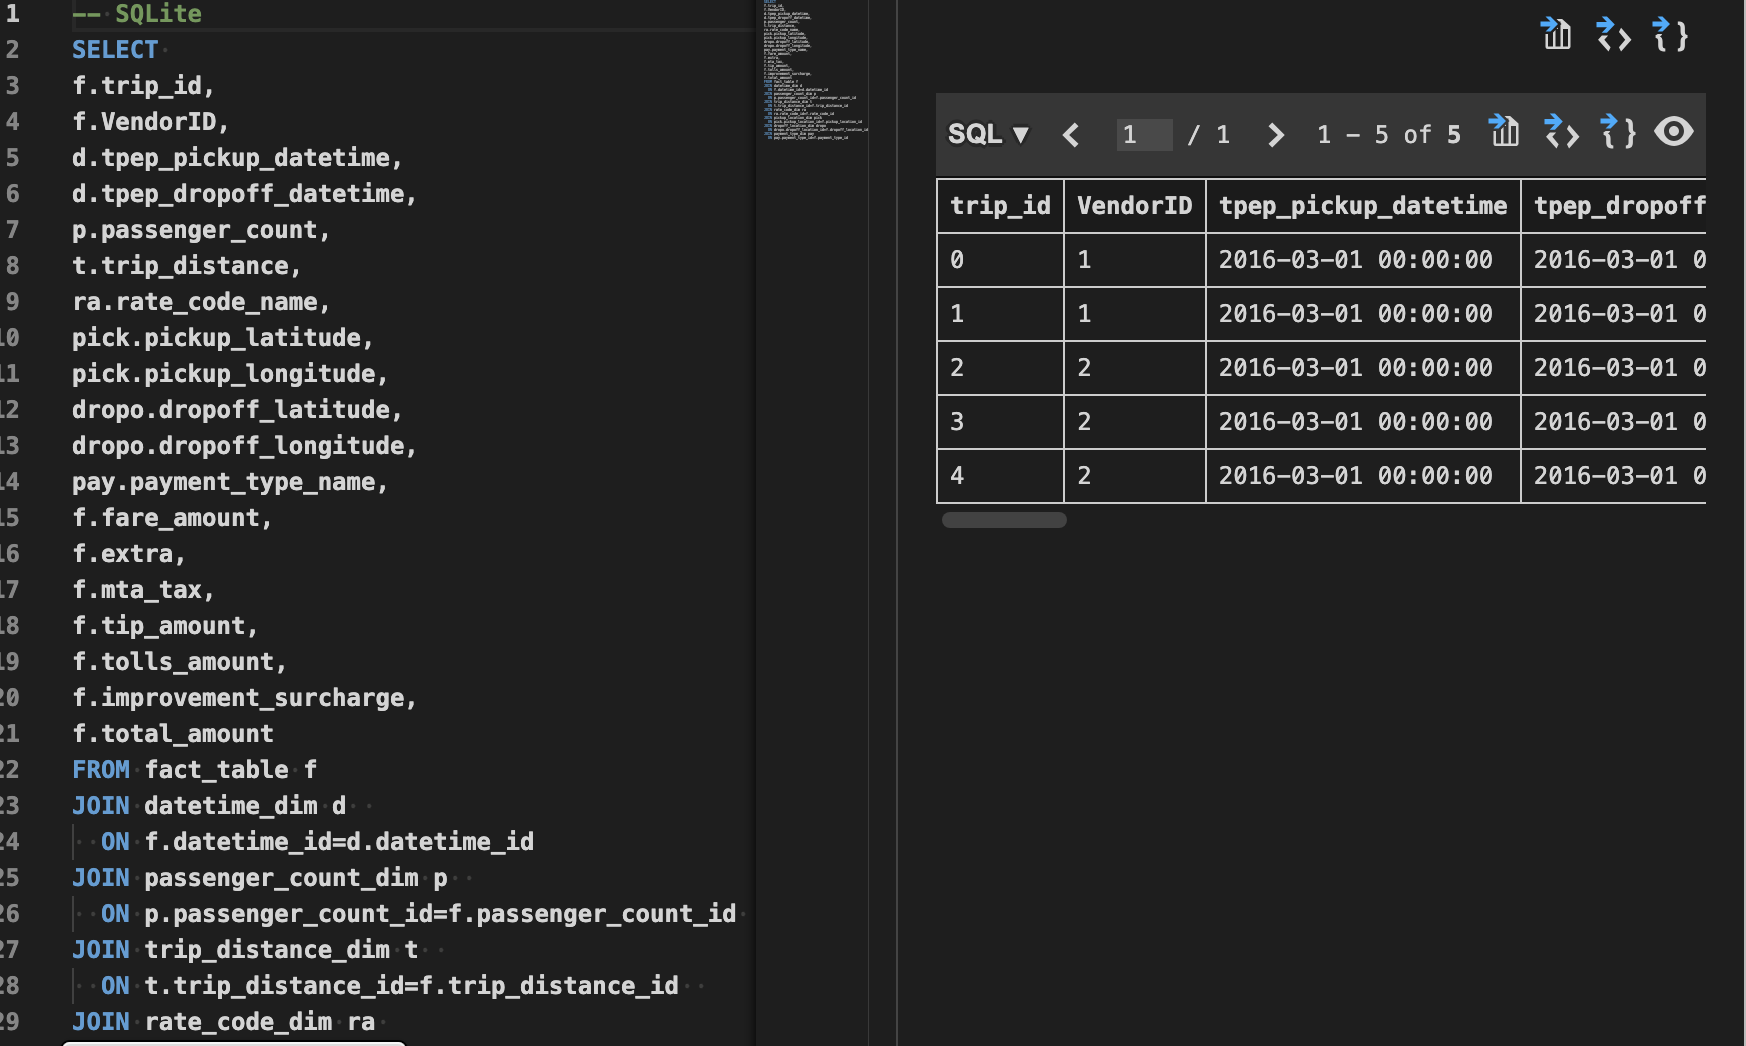 1 -- SQLite
2 SELECT
3 f.trip_id,
4 f.VendorID,
5 d.tpep_pickup_datetime,
6 d.tpep_dropoff_datetime,
7 p.passenger_count,
8 t.trip_distance,
9 ra.rate_code_name,
10 pick.pickup_latitude,
11 pick.pickup_longitude,
12 dropo.dropoff_latitude,
13 dropo.dropoff_longitude,
14 pay.payment_type_name,
15 f.fare_amount,
16 f.extra,
17 f.mta_tax,
18 f.tip_amount,
19 f.tolls_amount,
20 f.improvement_surcharge,
21 f.total_amount
22 FROM fact_table f
23 JOIN datetime_dim d
24 ON f.datetime_id=d.datetime_id
25 JOIN passenger_count_dim p
26 ON p.passenger_count_id=f.passenger_count_id
27 JOIN trip_distance_dim t
28 ON t.trip_distance_id=f.trip_distance_id
29 JOIN rate_code_dim ra
SQL ▼ < 1 / 1 > 1 – 5 of 5
trip_id VendorID tpep_pickup_datetime tpep_dropoff
0 1 2016-03-01 00:00:00 2016-03-01 0
1 1 2016-03-01 00:00:00 2016-03-01 0
2 2 2016-03-01 00:00:00 2016-03-01 0
3 2 2016-03-01 00:00:00 2016-03-01 0
4 2 2016-03-01 00:00:00 2016-03-01 0